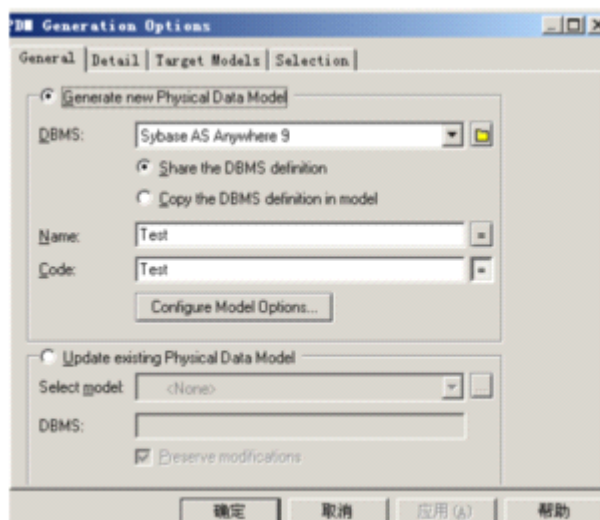 PDM Generation Options
General Detail Target Models Selection
Generate new Physical Data Model
DBMS: Sybase AS Anywhere 9
Share the DBMS definition
Copy the DBMS definition in model
Name: Test =
Code: Test =
Configure Model Options...
Update existing Physical Data Model
Select model: <None> ...
DBMS:
Preserve modifications
确定 取消 应用(A) 帮助